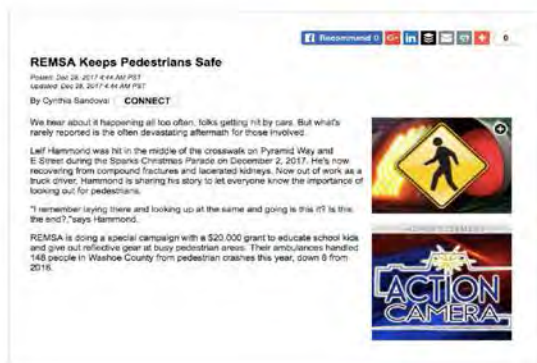 Recommend 0
G+ in
0
REMSA Keeps Pedestrians Safe
Posted: Dec 28, 2017 4:44 AM PST
Updated: Dec 28, 2017 4:44 AM PST
By Cynthia Sandoval CONNECT
We hear about it happening all too often, folks getting hit by cars. But what's
rarely reported is the often devastating aftermath for those involved.
Leif Hammond was hit in the middle of the crosswalk on Pyramid Way and
E Street during the Sparks Christmas Parade on December 2, 2017. He's now
recovering from compound fractures and lacerated kidneys. Now out of work as a
truck driver, Hammond is sharing his story to let everyone know the importance of
looking out for pedestrians.
"I remember laying there and looking up at the same and going is this it? Is this
the end?,"says Hammond.
REMSA is doing a special campaign with a $20,000 grant to educate school kids
and give out reflective gear at busy pedestrian areas. Their ambulances handled
148 people in Washoe County from pedestrian crashes this year, down 8 from
2016.
ACTION
CAMERA